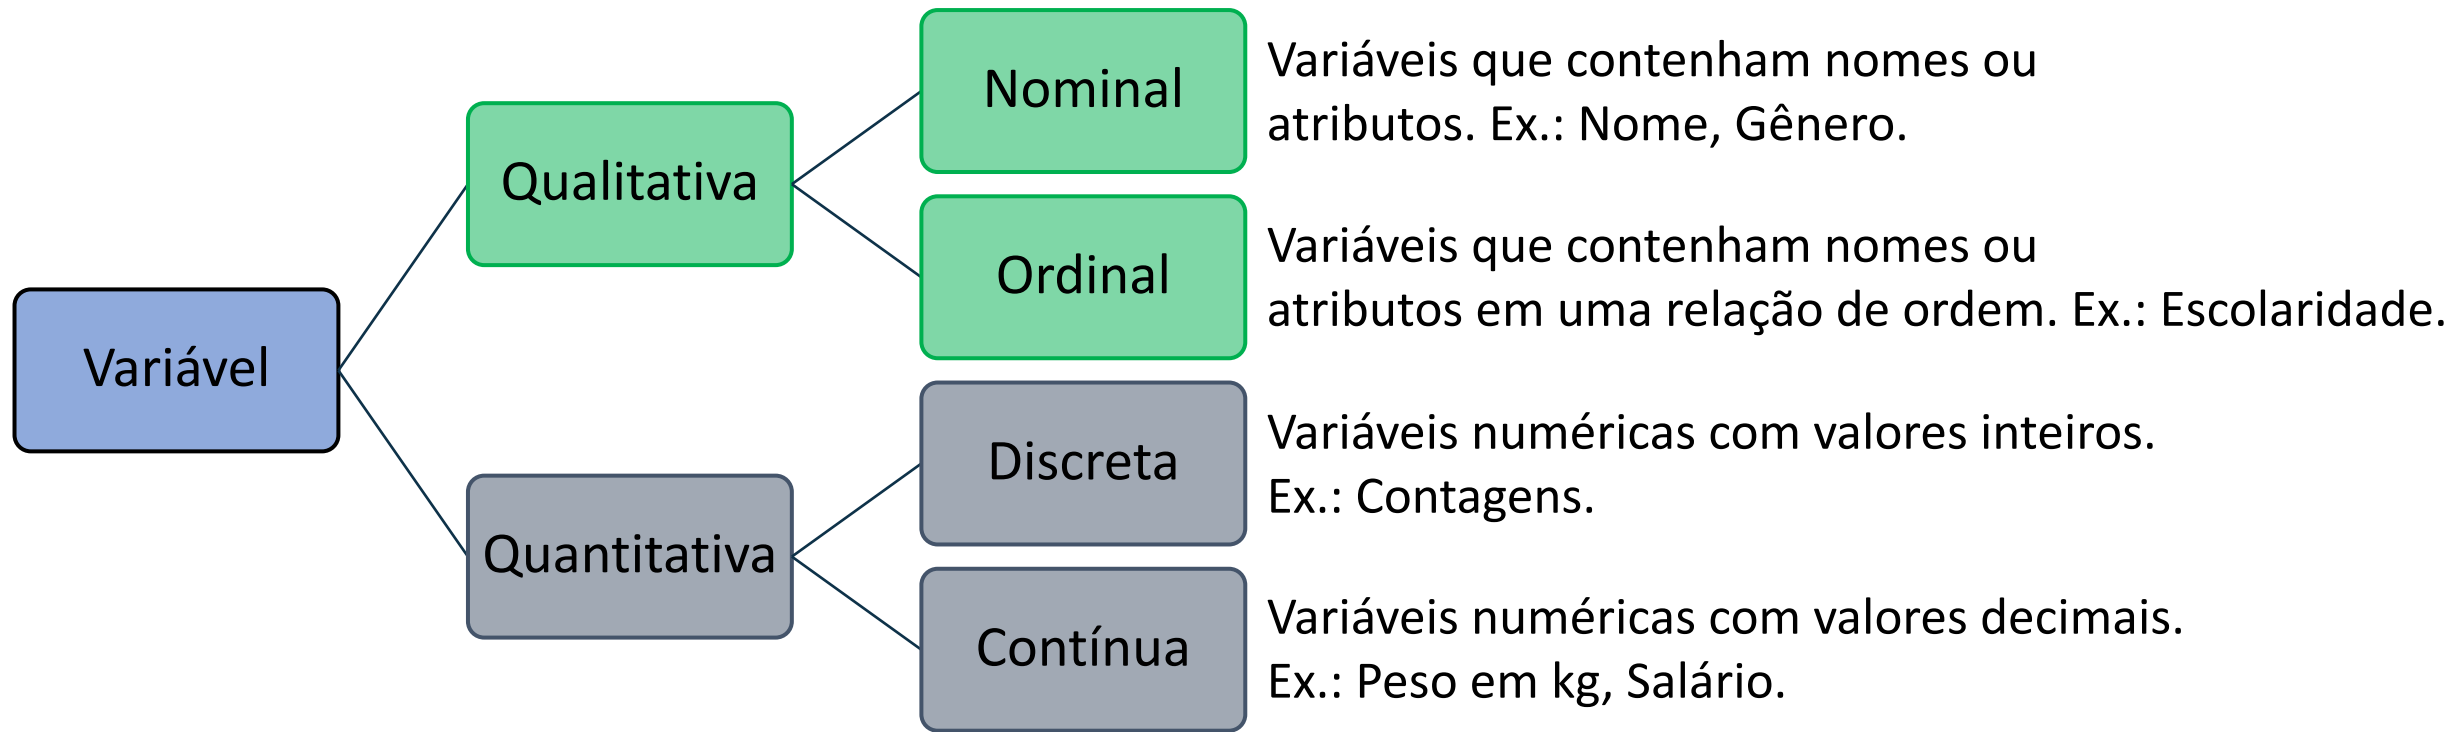 Variável
Qualitativa
Quantitativa
Nominal
Variáveis que contenham nomes ou
atributos. Ex.: Nome, Gênero.
Ordinal
Variáveis que contenham nomes ou
atributos em uma relação de ordem. Ex.: Escolaridade.
Discreta
Variáveis numéricas com valores inteiros.
Ex.: Contagens.
Contínua
Variáveis numéricas com valores decimais.
Ex.: Peso em kg, Salário.